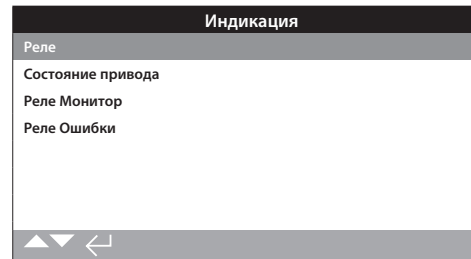 Индикация
Реле
Состояние привода
Реле Монитор
Реле Ошибки